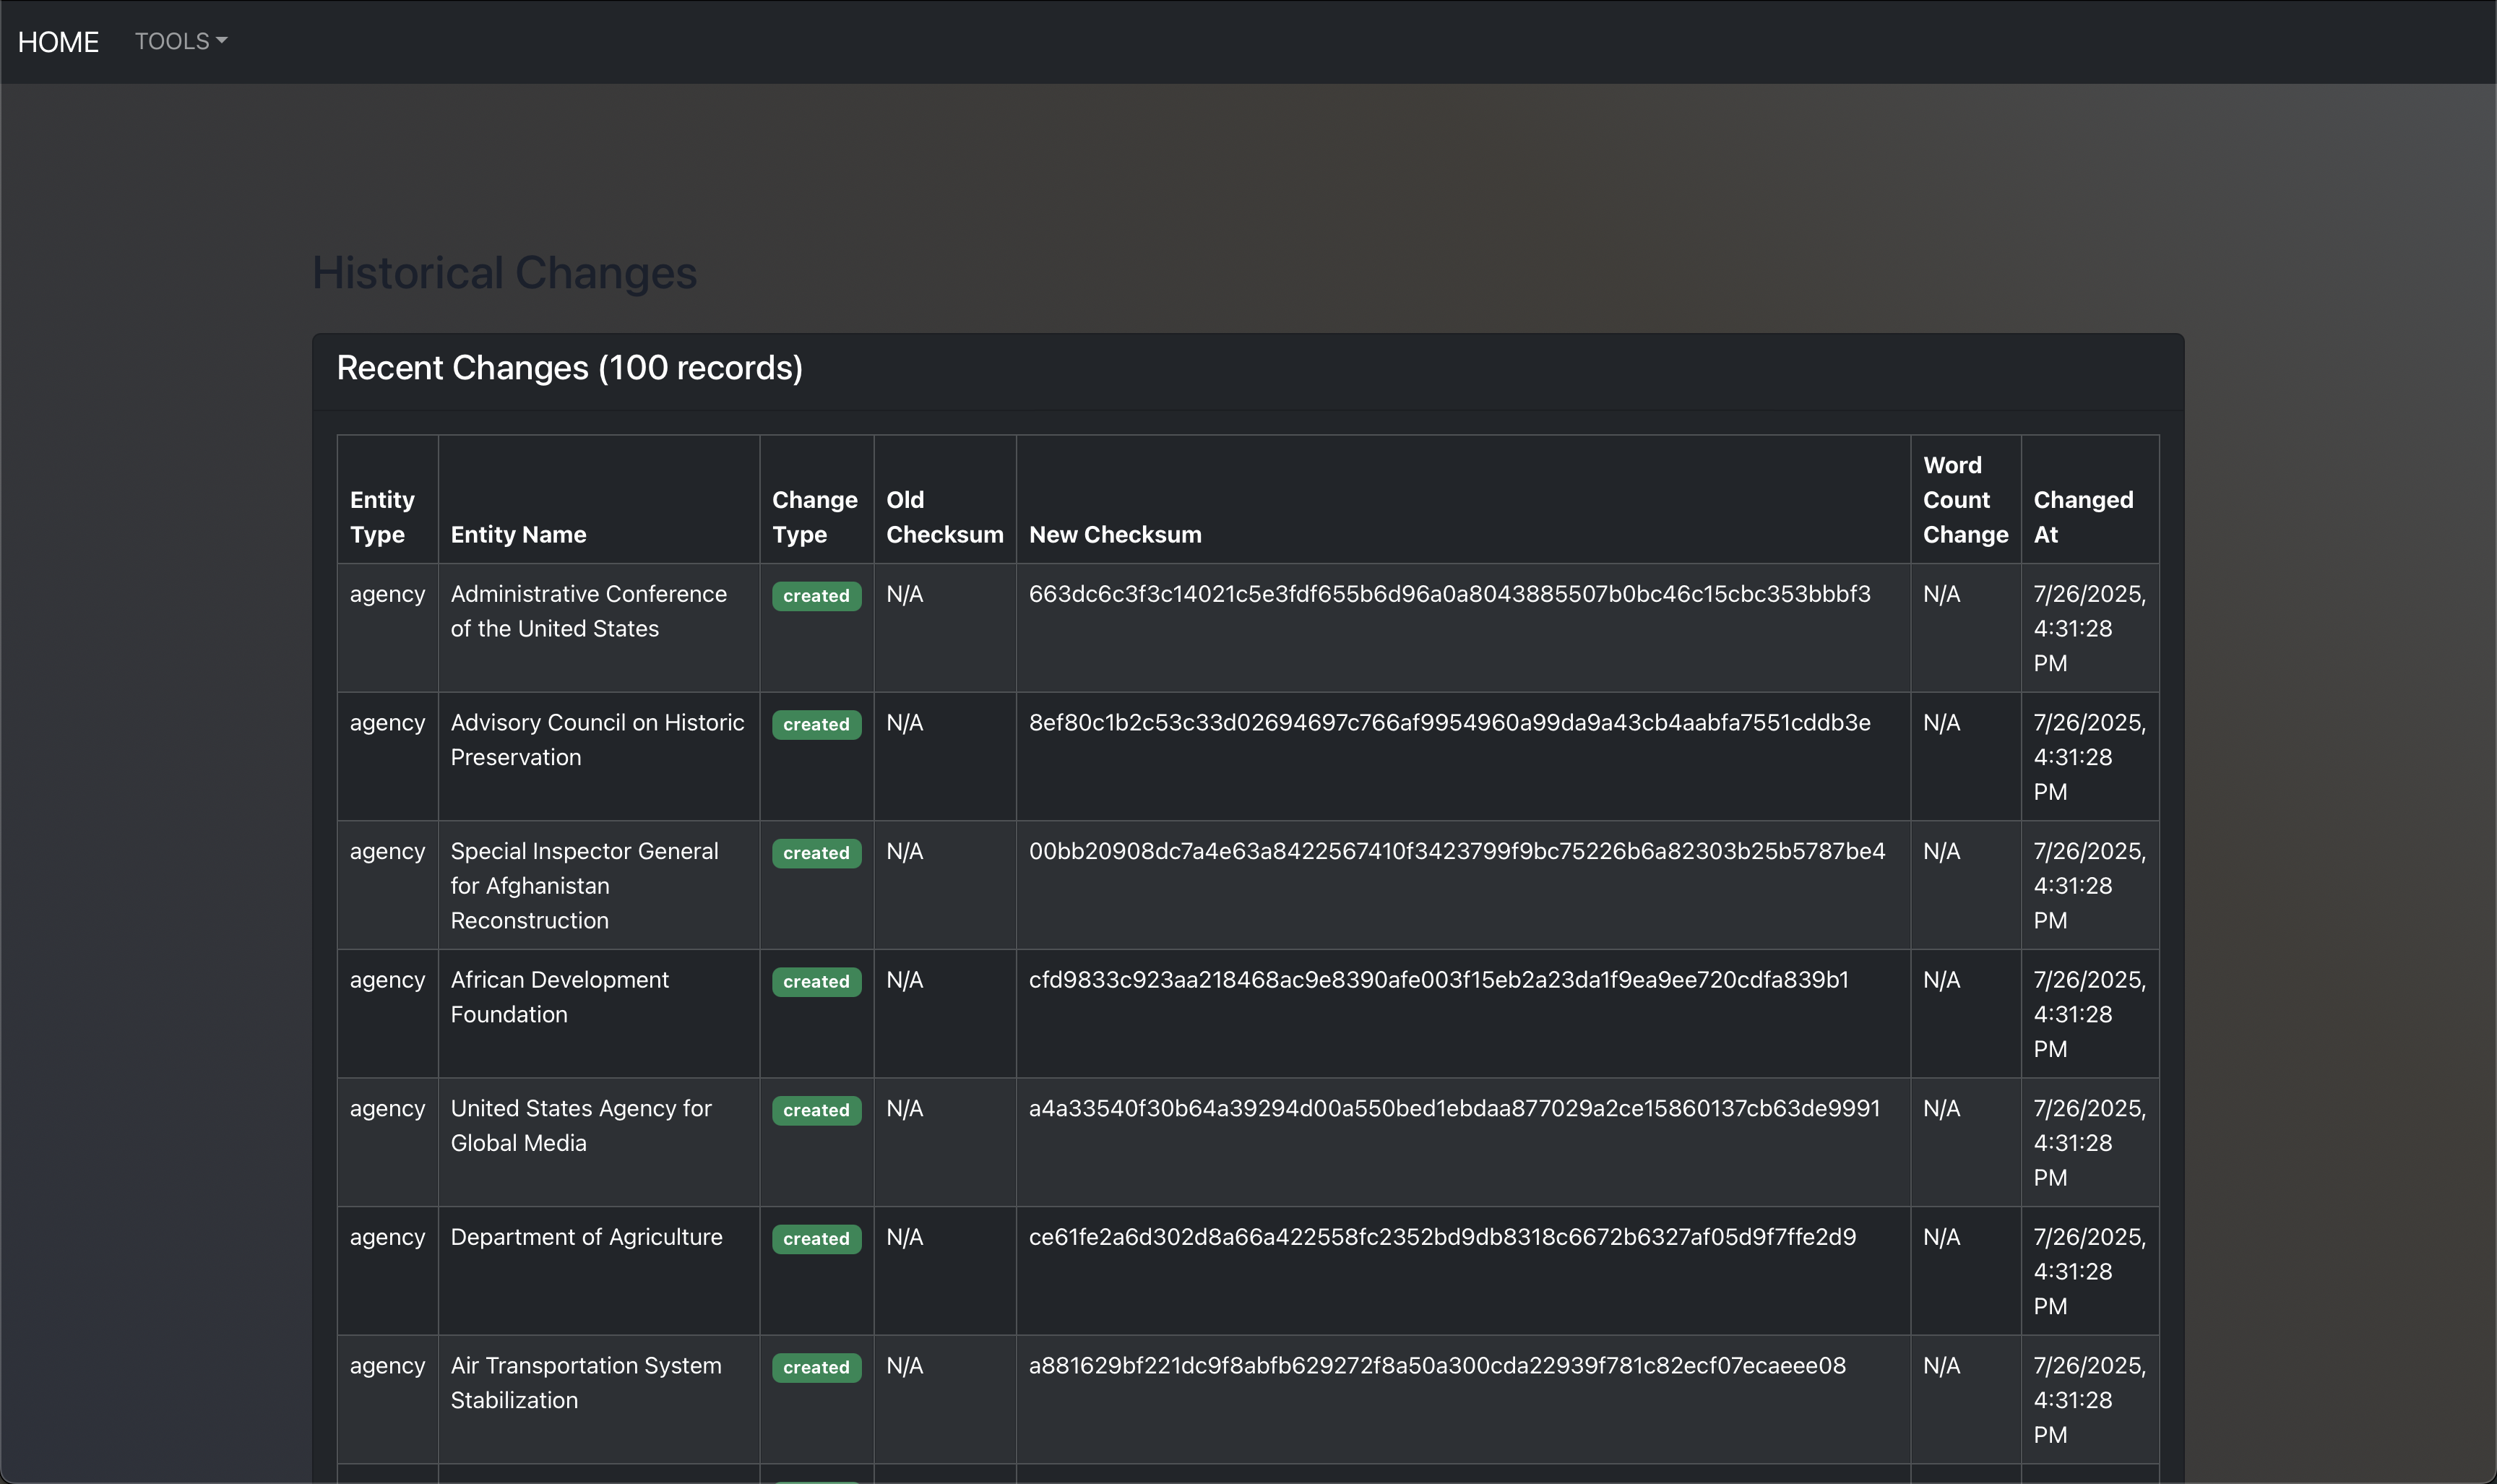 HOME TOOLS
Historical Changes
Recent Changes (100 records)
Entity Type Entity Name Change Type Old Checksum New Checksum Word Count Change Changed At
agency Administrative Conference of the United States created N/A 663dc6c3f3c14021c5e3fdf655b6d96a0a8043885507b0bc46c15cbc353bbbf3 N/A 7/26/2025, 4:31:28 PM
agency Advisory Council on Historic Preservation created N/A 8ef80c1b2c53c33d02694697c766af9954960a99da9a43cb4aabfa7551cddb3e N/A 7/26/2025, 4:31:28 PM
agency Special Inspector General for Afghanistan Reconstruction created N/A 00bb20908dc7a4e63a8422567410f3423799f9bc75226b6a82303b25b5787be4 N/A 7/26/2025, 4:31:28 PM
agency African Development Foundation created N/A cfd9833c923aa218468ac9e8390afe003f15eb2a23da1f9ea9ee720cdfa839b1 N/A 7/26/2025, 4:31:28 PM
agency United States Agency for Global Media created N/A a4a33540f30b64a39294d00a550bed1ebdaa877029a2ce15860137cb63de9991 N/A 7/26/2025, 4:31:28 PM
agency Department of Agriculture created N/A ce61fe2a6d302d8a66a422558fc2352bd9db8318c6672b6327af05d9f7ffe2d9 N/A 7/26/2025, 4:31:28 PM
agency Air Transportation System Stabilization created N/A a881629bf221dc9f8abfb629272f8a50a300cda22939f781c82ecf07ecaeee08 N/A 7/26/2025, 4:31:28 PM